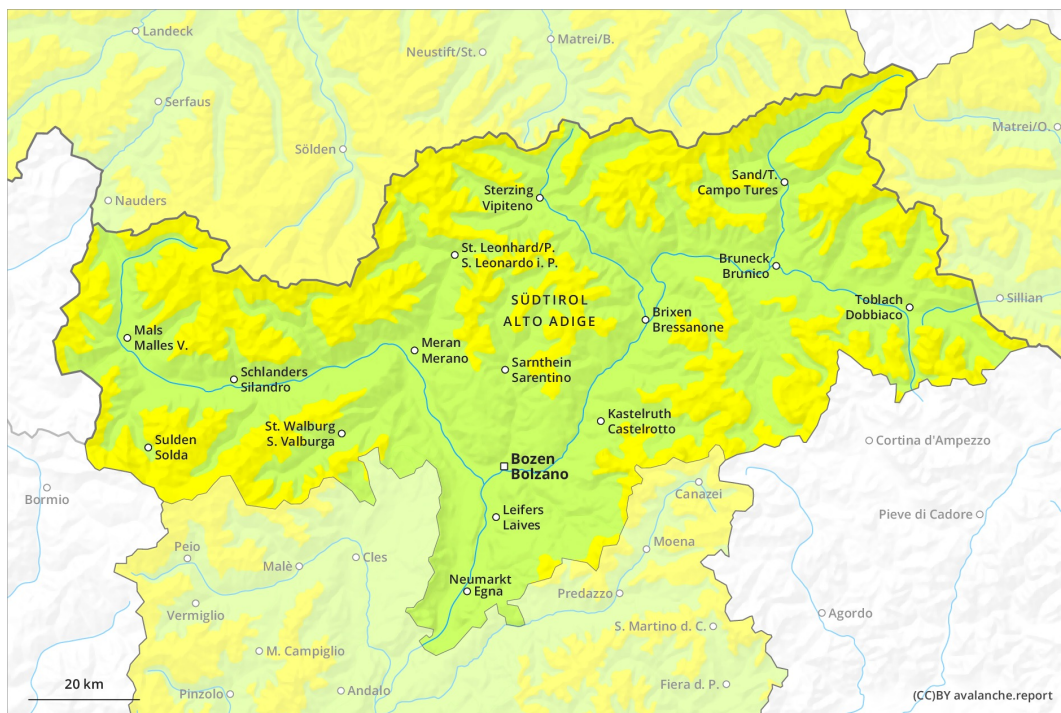 Landeck
Matrei/B.
Neustift/St.
Serfaus
Matrei/O.
Sölden
Sand/T.
Campo Tures
Sterzing
Vipiteno
Nauders
St. Leonhard/P.
S. Leonardo i. P.
Bruneck
Brunico
SÜDTIROL
ALTO ADIGE
Toblach
Dobbiaco
Sillian
Brixen
Bressanone
Mals
Malles V.
Meran
Merano
Sarnthein
Sarentino
Schlanders
Silandro
Kastelruth
Castelrotto
St. Walburg
S. Valburga
Sulden
Solda
Cortina d'Ampezzo
Bozen
Bolzano
Bormio
Canazei
Leifers
Laives
Pieve di Cadore
Moena
Peio
Cles
Malè
Neumarkt
Egna
Predazzo
Vermiglio
Agordo
S. Martino d. C.
M. Campiglio
20 km
Andalo
Fiera d. P.
Pinzolo
(CC)BY avalanche.report